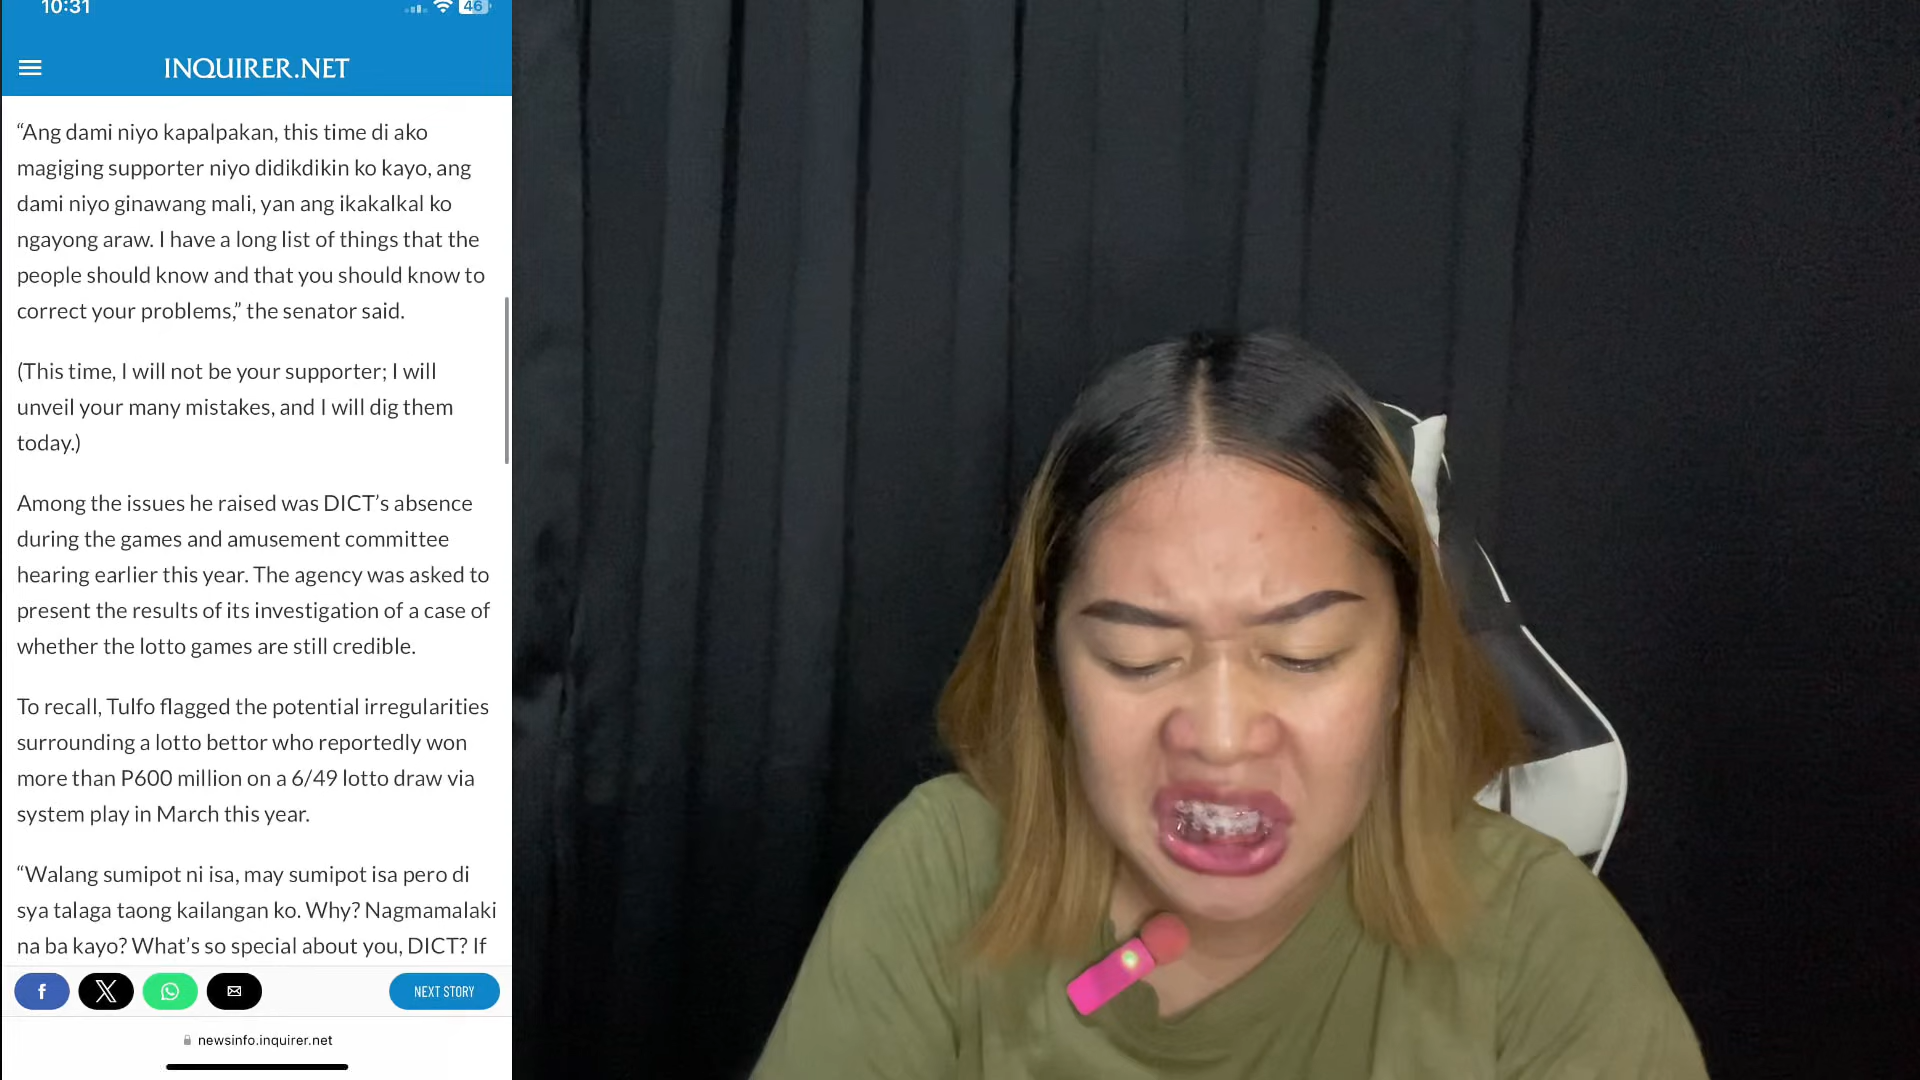 10:31
46
INQUIRER.NET
“Ang dami niyo kapalpakan, this time di ako
magiging supporter niyo didikdikin ko kayo, ang
dami niyo ginawang mali, yan ang ikakalkal ko
ngayong araw. I have a long list of things that the
people should know and that you should know to
correct your problems,” the senator said.
(This time, I will not be your supporter; I will
unveil your many mistakes, and I will dig them
today.)
Among the issues he raised was DICT’s absence
during the games and amusement committee
hearing earlier this year. The agency was asked to
present the results of its investigation of a case of
whether the lotto games are still credible.
To recall, Tulfo flagged the potential irregularities
surrounding a lotto bettor who reportedly won
more than P600 million on a 6/49 lotto draw via
system play in March this year.
“Walang sumipot ni isa, may sumipot isa pero di
sya talaga taong kailangan ko. Why? Nagmamalaki
na ba kayo? What’s so special about you, DICT? If
NEXT STORY
newsinfo.inquirer.net